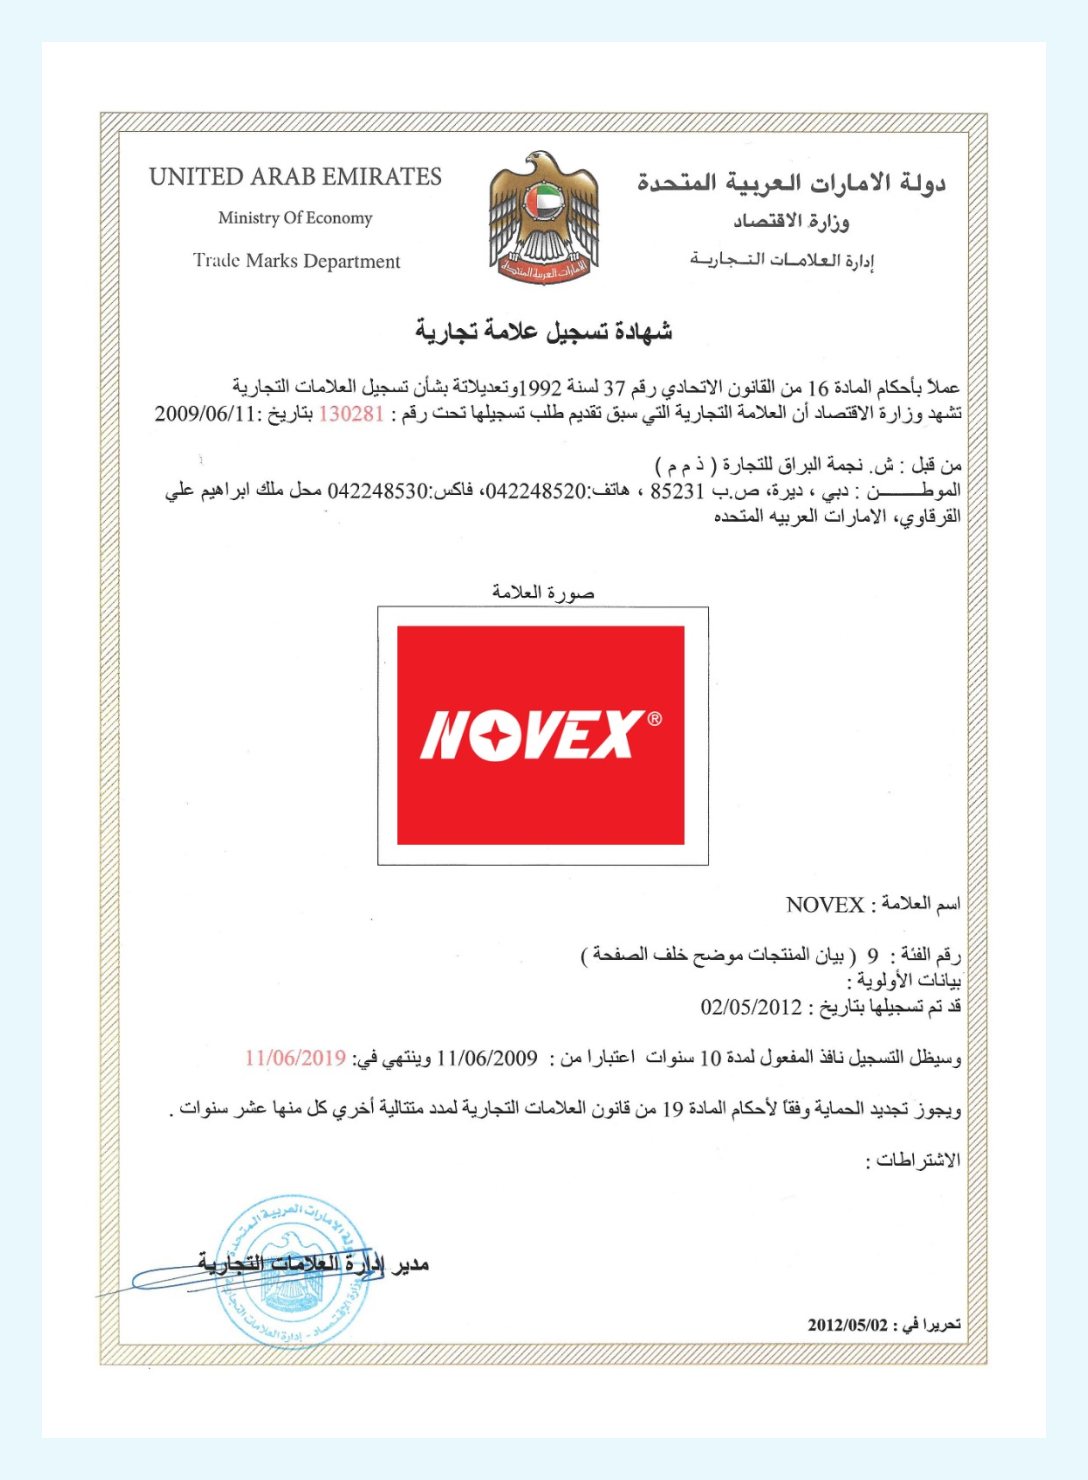 UNITED ARAB EMIRATES
Ministry Of Economy
Trade Marks Department
دولة الامارات العربية المتحدة
وزارة الاقتصاد
إدارة العلامـات التـجاريـة
الامارات العربية المتحدة
شهادة تسجيل علامة تجارية
عملاً بأحكام المادة 16 من القانون الاتحادي رقم 37 لسنة 1992وتعديلاتة بشأن تسجيل العلامات التجارية
تشهد وزارة الاقتصاد أن العلامة التجارية التي سبق تقديم طلب تسجيلها تحت رقم : 130281 بتاريخ :2009/06/11
من قبل : ش. نجمة البراق للتجارة ( ذ م م )
الموطـــــــن : دبي ، ديرة، ص.ب 85231 ، هاتف:042248520، فاكس:042248530 محل ملك ابراهيم علي
القرقاوي، الامارات العربيه المتحده
صورة العلامة
NOVEX®
اسم العلامة : NOVEX
رقم الفئة : 9 ( بيان المنتجات موضح خلف الصفحة )
بيانات الأولوية :
قد تم تسجيلها بتاريخ : 02/05/2012
وسيظل التسجيل نافذ المفعول لمدة 10 سنوات اعتبارا من : 11/06/2009 وينتهي في: 11/06/2019
ويجوز تجديد الحماية وفقاً لأحكام المادة 19 من قانون العلامات التجارية لمدد متتالية أخري كل منها عشر سنوات .
الاشتراطات :
مدير إدارة العلامات التجارية
دولة الامارات العربية المتحدة
وزارة الاقتصاد - إدارة العلامات التجارية
تحريرا في : 2012/05/02